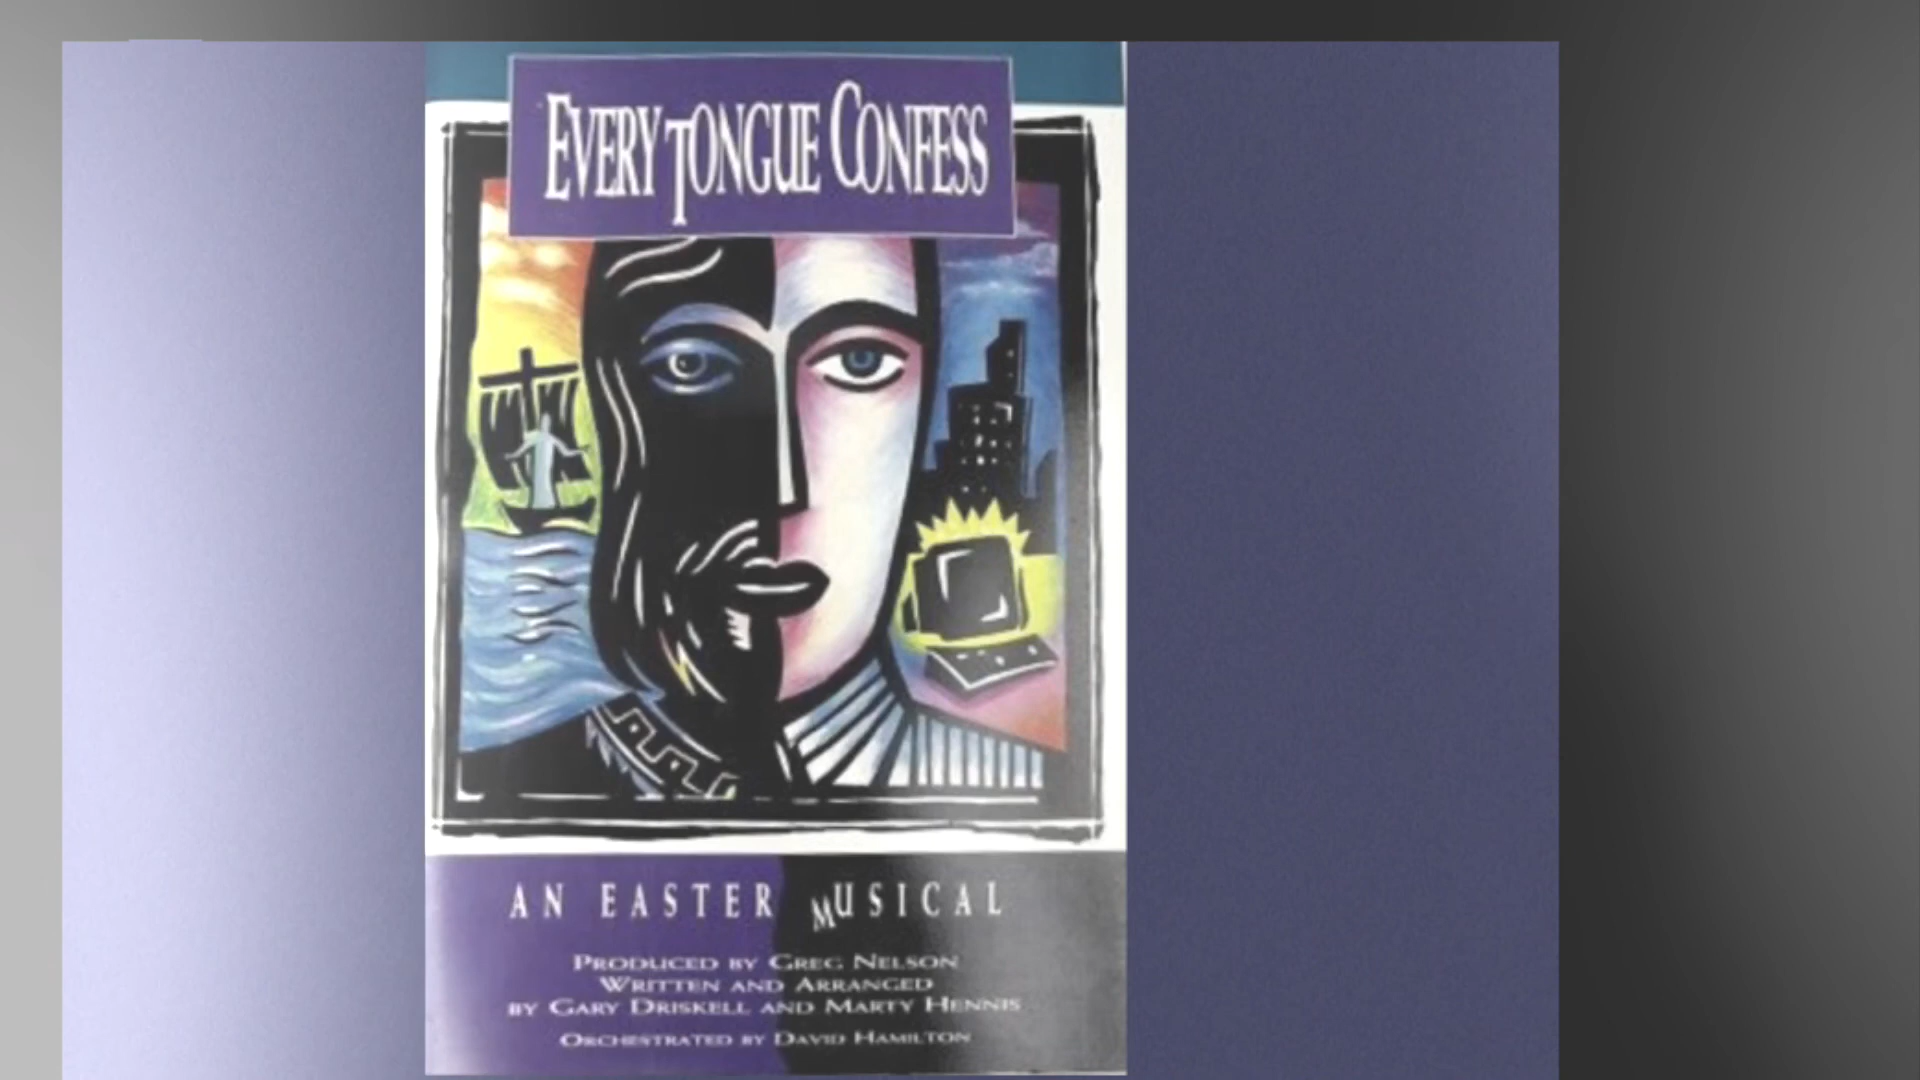 EVERY TONGUE CONFESS
AN EASTER MUSICAL
PRODUCED BY GREG NELSON
WRITTEN AND ARRANGED
BY GARY DRISKELL AND MARTY HENNIS
ORCHESTRATED BY DAVID HAMILTON